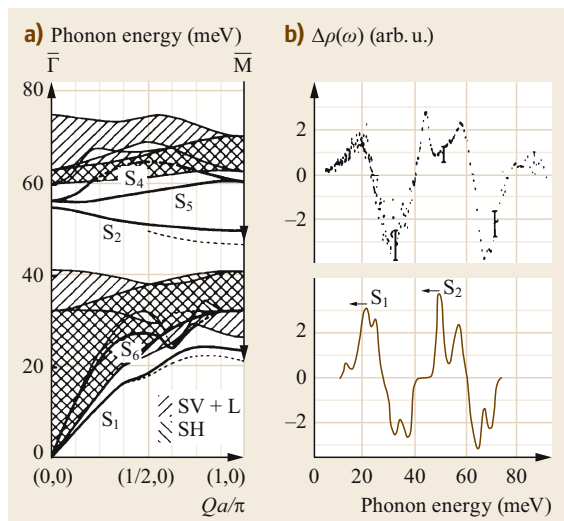 a) Phonon energy (meV)
Γ̅ M̅
80
60
40
20
0
S4
S5
S2
S6
S1
SV + L
SH
(0,0) (1/2,0) (1,0)
Qa/π
b) Δρ(ω) (arb. u.)
2
0
−2
S1 S2
2
0
−2
0 20 40 60 80
Phonon energy (meV)